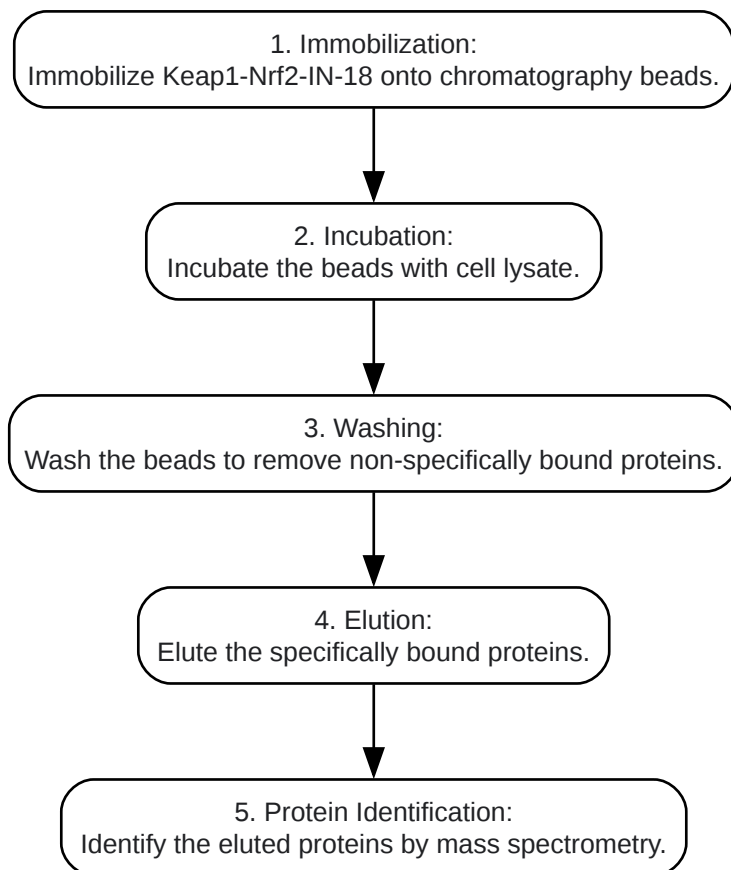 1. Immobilization:
Immobilize Keap1-Nrf2-IN-18 onto chromatography beads.
2. Incubation:
Incubate the beads with cell lysate.
3. Washing:
Wash the beads to remove non-specifically bound proteins.
4. Elution:
Elute the specifically bound proteins.
5. Protein Identification:
Identify the eluted proteins by mass spectrometry.